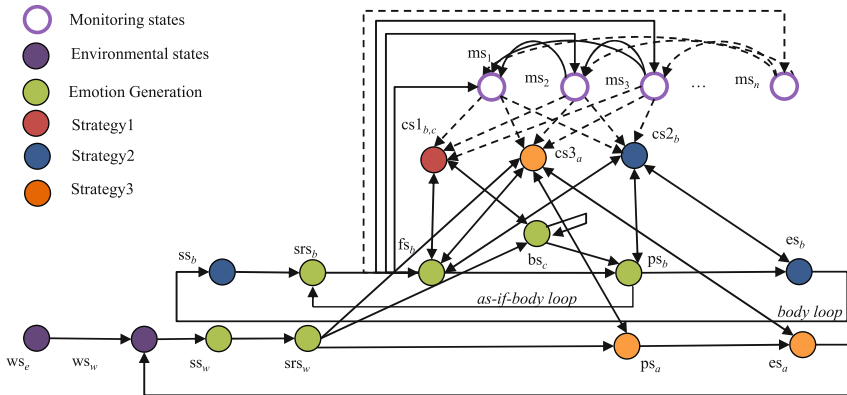 Monitoring states
Environmental states
Emotion Generation
Strategy1
Strategy2
Strategy3
ms1
ms2
ms3
...
msn
cs1b,c
cs3a
cs2b
ssb
srsb
fsb
bsc
psb
esb
as-if-body loop
body loop
wse
wsw
ssw
srsw
psa
esa